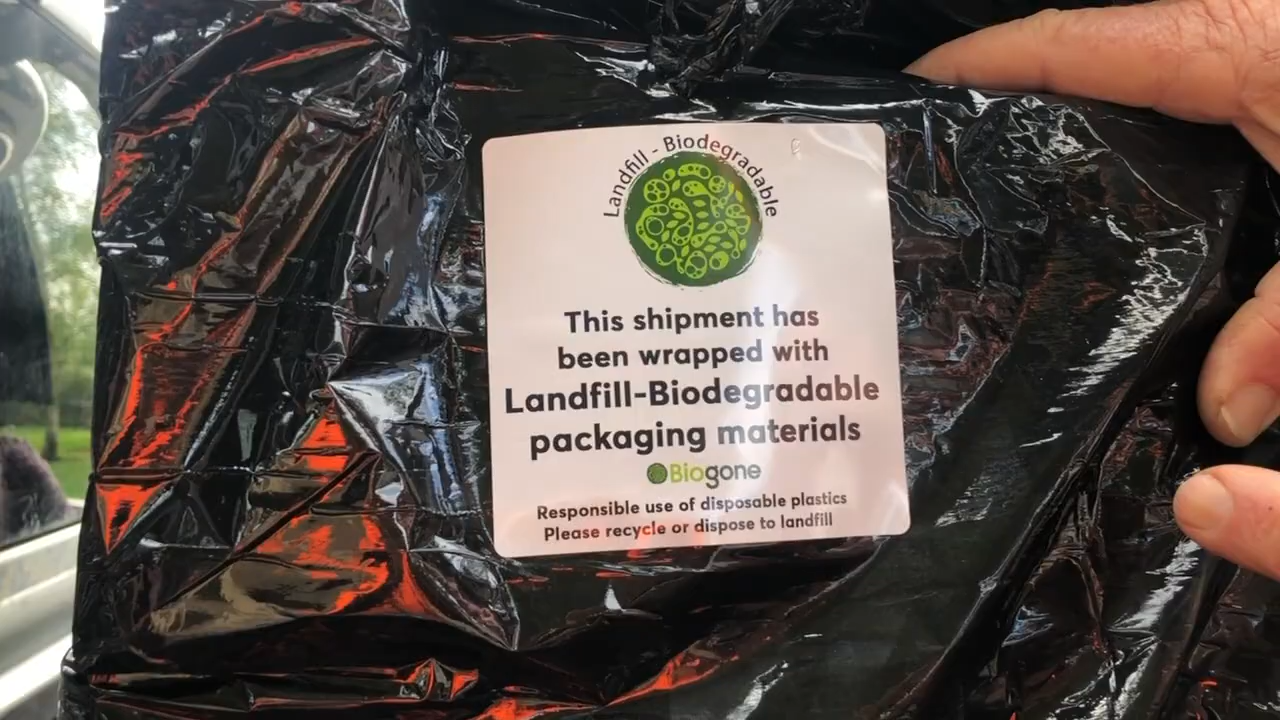 Landfill - Biodegradable
This shipment has
been wrapped with
Landfill-Biodegradable
packaging materials
Biogone
Responsible use of disposable plastics
Please recycle or dispose to landfill